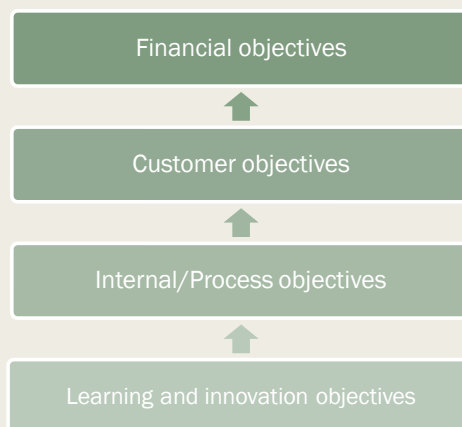 Financial objectives
Customer objectives
Internal/Process objectives
Learning and innovation objectives